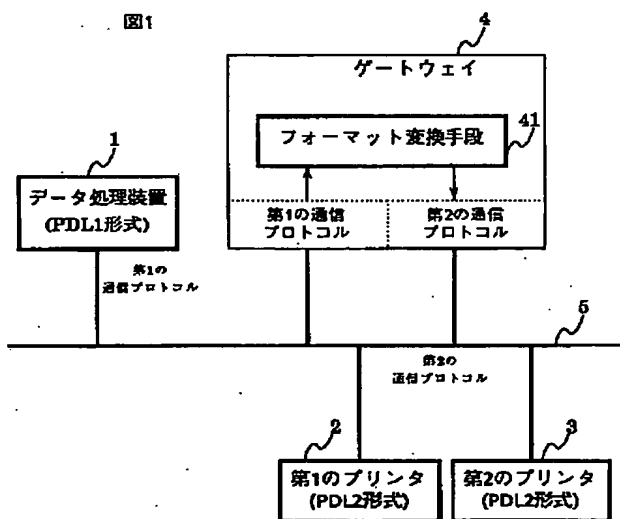 図1
4
ゲートウェイ
フォーマット変換手段
41
1
データ処理装置
(PDL1形式)
第1の通信
プロトコル
第2の通信
プロトコル
第1の
通信プロトコル
5
第2の
通信プロトコル
2
3
第1のプリンタ
(PDL2形式)
第2のプリンタ
(PDL2形式)